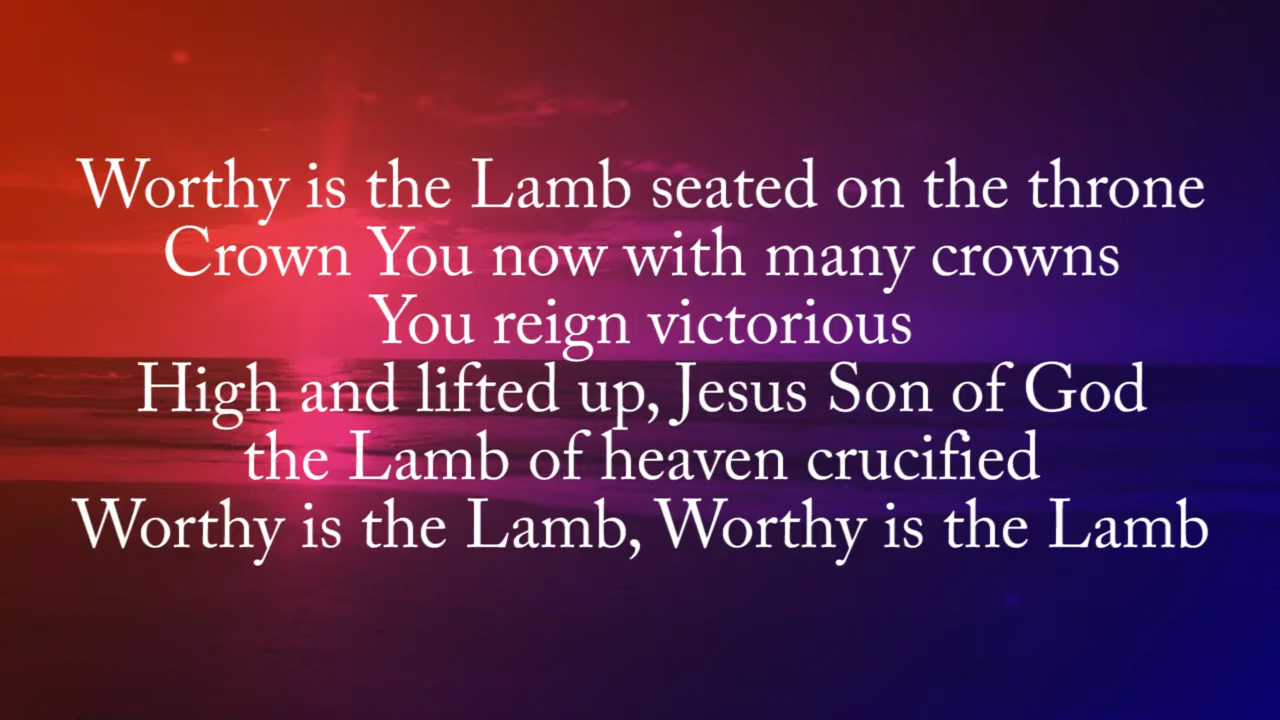 Worthy is the Lamb seated on the throne
Crown You now with many crowns
You reign victorious
High and lifted up, Jesus Son of God
the Lamb of heaven crucified
Worthy is the Lamb, Worthy is the Lamb